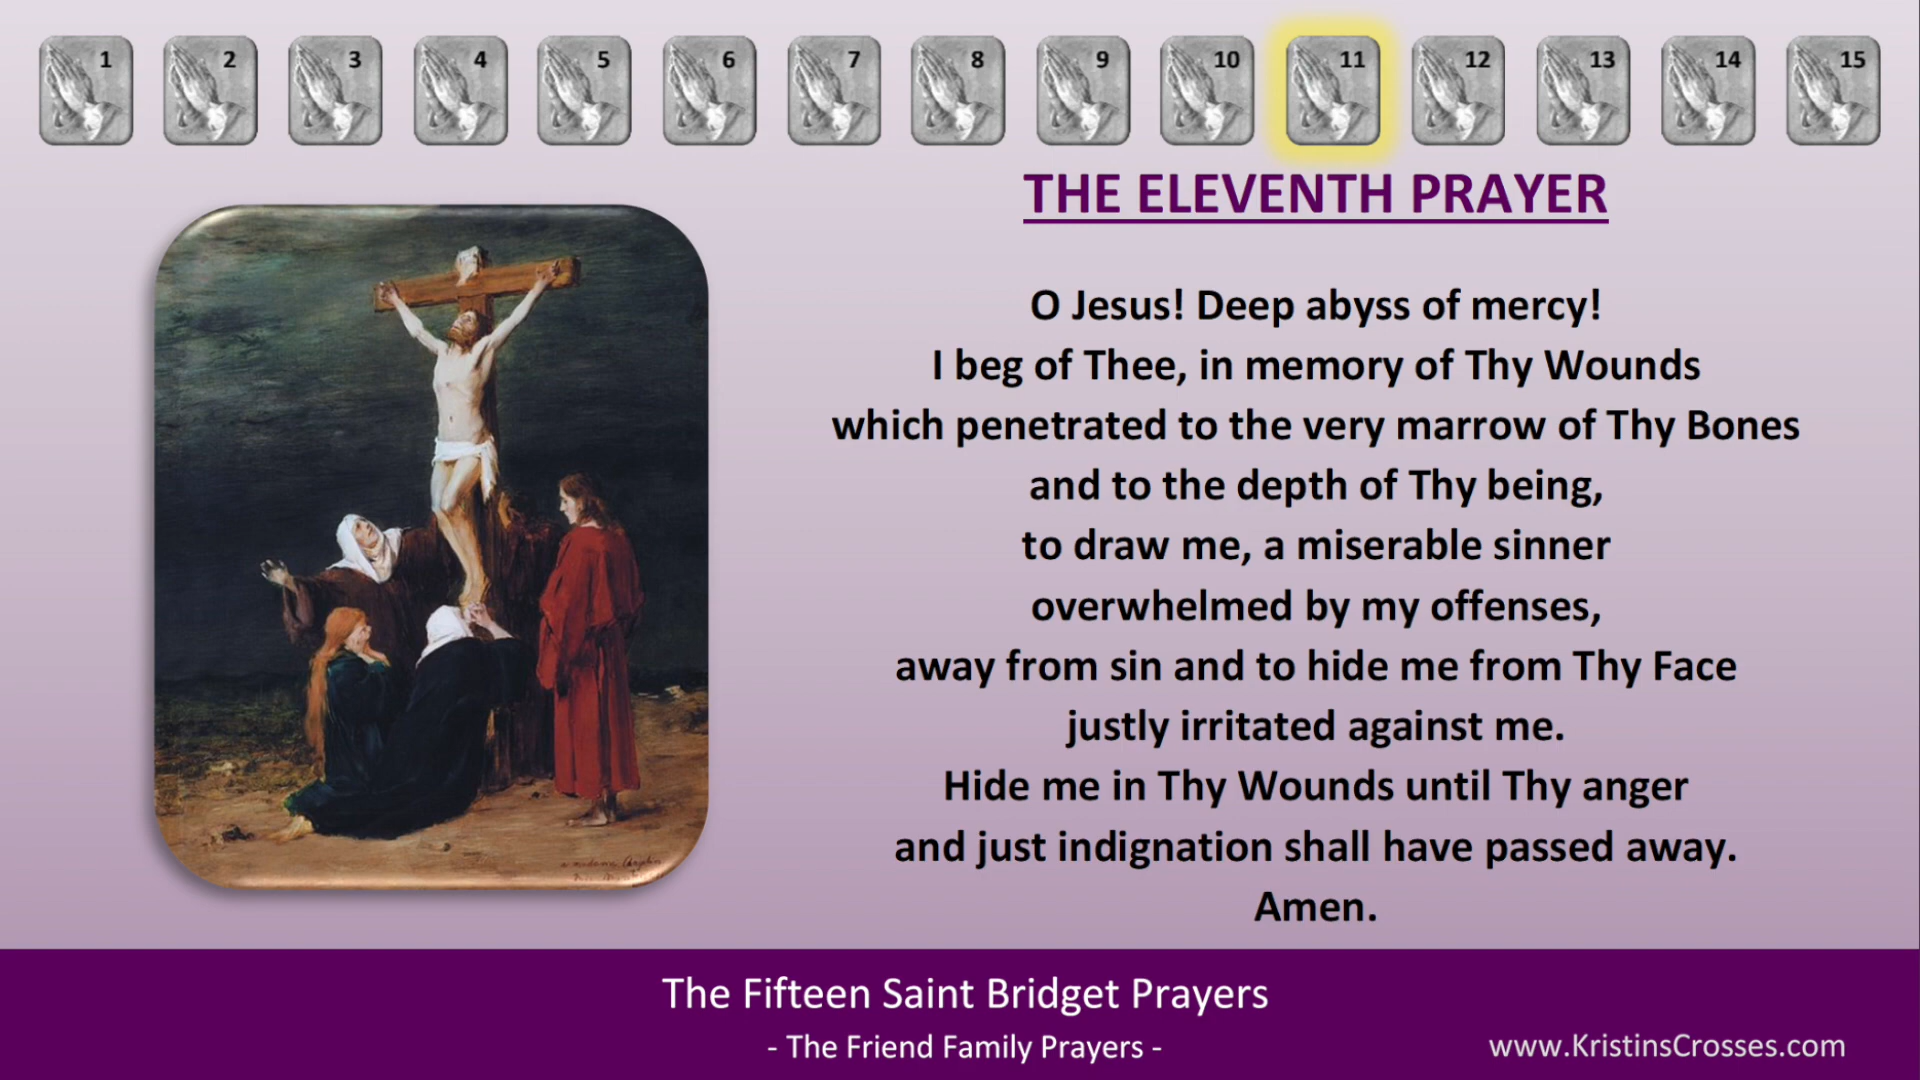 1 2 3 4 5 6 7 8 9 10 11 12 13 14 15
THE ELEVENTH PRAYER
O Jesus! Deep abyss of mercy!
I beg of Thee, in memory of Thy Wounds
which penetrated to the very marrow of Thy Bones
and to the depth of Thy being,
to draw me, a miserable sinner
overwhelmed by my offenses,
away from sin and to hide me from Thy Face
justly irritated against me.
Hide me in Thy Wounds until Thy anger
and just indignation shall have passed away.
Amen.
The Fifteen Saint Bridget Prayers
- The Friend Family Prayers -
www.KristinsCrosses.com